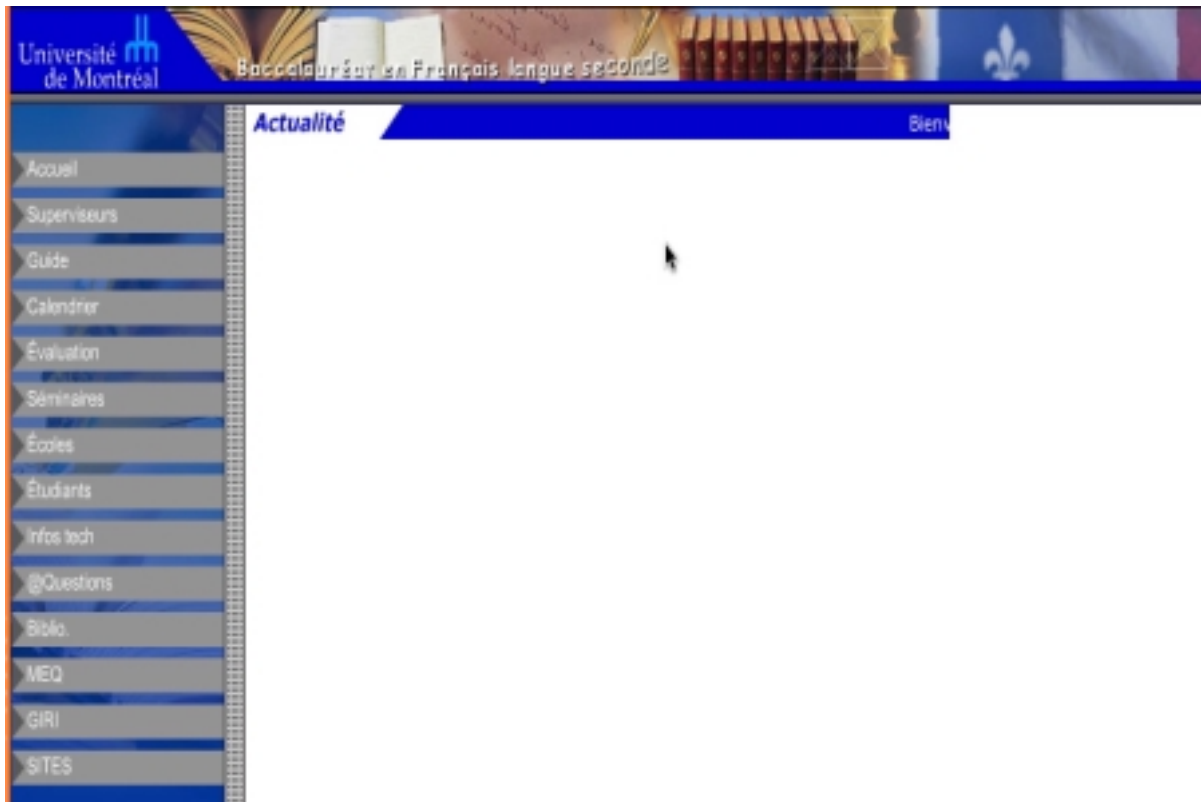 Université
de Montréal
Baccalauréat en Français langue seconde
Actualité
Bienv
Accueil
Superviseurs
Guide
Calendrier
Évaluation
Séminaires
Écoles
Étudiants
Infos tech
@Questions
Biblio.
MEQ
GIRI
SITES